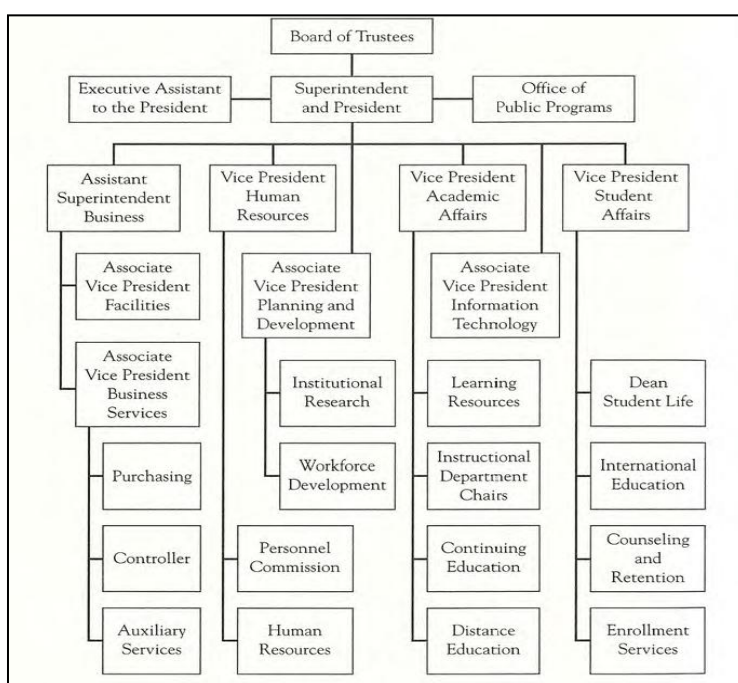 Board of Trustees
Executive Assistant
to the President
Superintendent
and President
Office of
Public Programs
Assistant
Superintendent
Business
Vice President
Human
Resources
Vice President
Academic
Affairs
Vice President
Student
Affairs
Associate
Vice President
Facilities
Associate
Vice President
Planning and
Development
Associate
Vice President
Information
Technology
Associate
Vice President
Business
Services
Institutional
Research
Learning
Resources
Dean
Student Life
Purchasing
Workforce
Development
Instructional
Department
Chairs
International
Education
Controller
Personnel
Commission
Continuing
Education
Counseling
and
Retention
Auxiliary
Services
Human
Resources
Distance
Education
Enrollment
Services